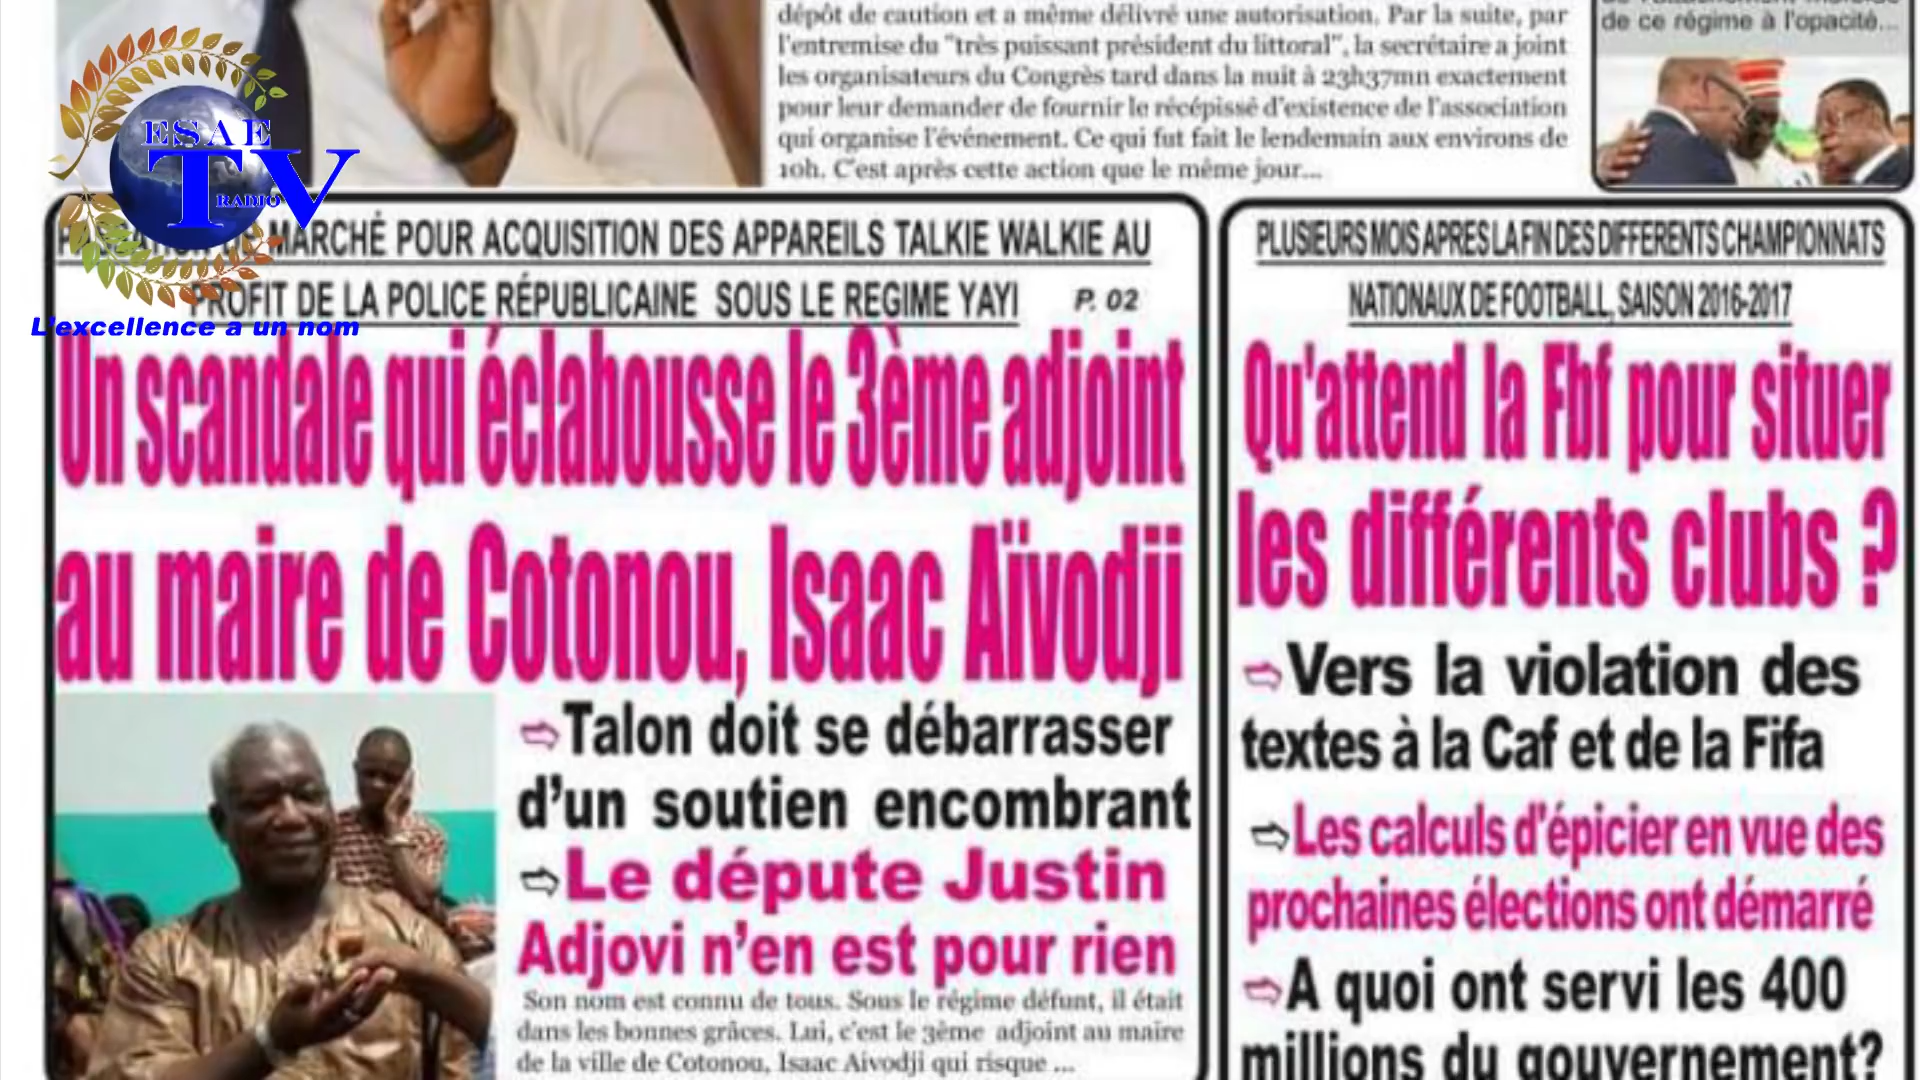 dépôt de caution et a même délivré une autorisation. Par la suite, par
l'entremise du "très puissant président du littoral", la secrétaire a joint
les organisateurs du Congrès tard dans la nuit à 23h37mn exactement
pour leur demander de fournir le récépissé d'existence de l'association
qui organise l'événement. Ce qui fut fait le lendemain aux environs de
10h. C'est après cette action que le même jour...
de ce régime à l'opacité...
ESAE
TV
RADIO
L'excellence a un nom
MARCHÉ POUR ACQUISITION DES APPAREILS TALKIE WALKIE AU
PROFIT DE LA POLICE RÉPUBLICAINE SOUS LE REGIME YAYI P. 02
Un scandale qui éclabousse le 3ème adjoint
au maire de Cotonou, Isaac Aïvodji
⇨Talon doit se débarrasser
d'un soutien encombrant
⇨Le députe Justin
Adjovi n'en est pour rien
Son nom est connu de tous. Sous le régime défunt, il était
dans les bonnes grâces. Lui, c'est le 3ème adjoint au maire
de la ville de Cotonou, Isaac Aivodji qui risque ...
PLUSIEURS MOIS APRES LA FIN DES DIFFERENTS CHAMPIONNATS
NATIONAUX DE FOOTBALL, SAISON 2016-2017
Qu'attend la Fbf pour situer
les différents clubs ?
⇨Vers la violation des
textes à la Caf et de la Fifa
⇨Les calculs d'épicier en vue des
prochaines élections ont démarré
⇨A quoi ont servi les 400
millions du gouvernement?